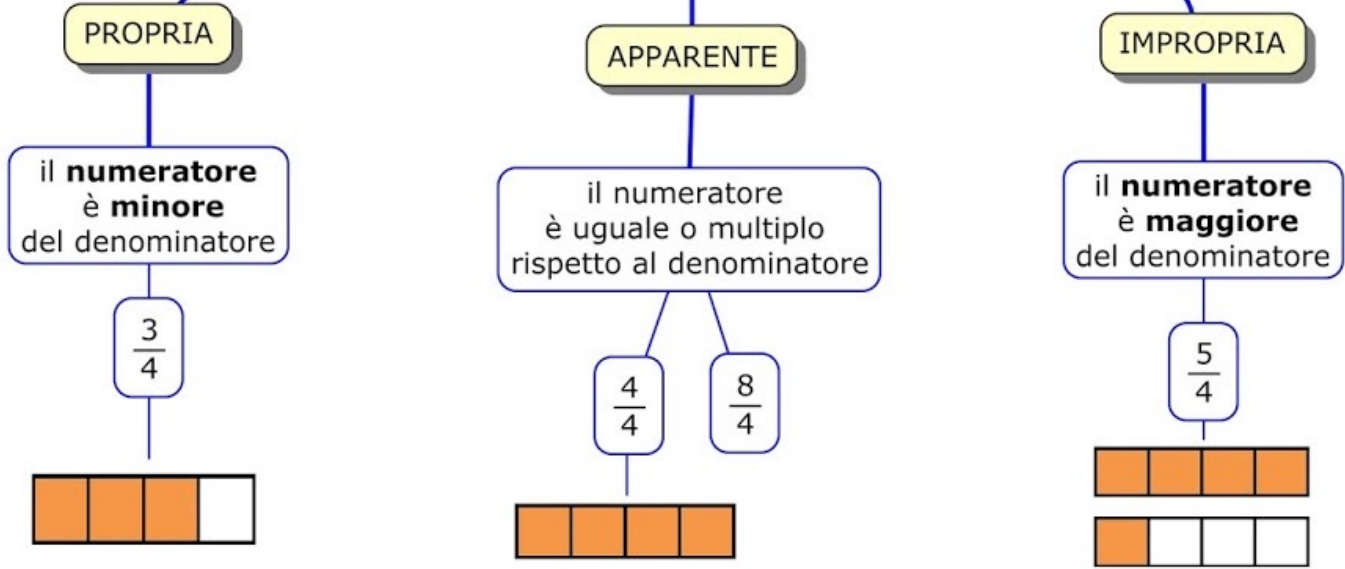 PROPRIA
il numeratore
è minore
del denominatore
3
4
APPARENTE
il numeratore
è uguale o multiplo
rispetto al denominatore
4
4
8
4
IMPROPRIA
il numeratore
è maggiore
del denominatore
5
4